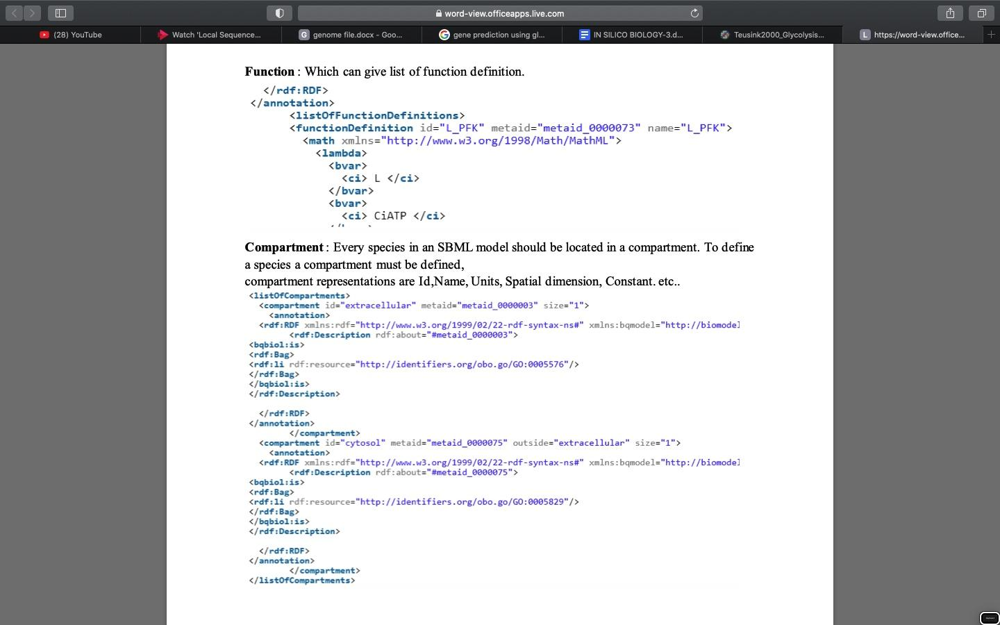 word-view.officeapps.live.com
(28) YouTube
Watch 'Local Sequence...
G genome file.docx - Goo...
gene prediction using gl...
IN SILICO BIOLOGY-3.d...
Teusink2000_Glycolysis...
L https://word-view.office...
Function : Which can give list of function definition.
</rdf:RDF>
</annotation>
<listOfFunctionDefinitions>
<functionDefinition id="L_PFK" metaid="metaid_0000073" name="L_PFK">
<math xmlns="http://www.w3.org/1998/Math/MathML">
<lambda>
<bvar>
<ci> L </ci>
</bvar>
<bvar>
<ci> CiATP </ci>
Compartment : Every species in an SBML model should be located in a compartment. To define
a species a compartment must be defined,
compartment representations are Id,Name, Units, Spatial dimension, Constant. etc..
<listOfCompartments>
<compartment id="extracellular" metaid="metaid_0000003" size="1">
<annotation>
<rdf:RDF xmlns:rdf="http://www.w3.org/1999/02/22-rdf-syntax-ns#" xmlns:bqmodel="http://biomodel
<rdf:Description rdf:about="#metaid_0000003">
<bqbiol:is>
<rdf:Bag>
<rdf:li rdf:resource="http://identifiers.org/obo.go/GO:0005576"/>
</rdf:Bag>
</bqbiol:is>
</rdf:Description>
</rdf:RDF>
</annotation>
</compartment>
<compartment id="cytosol" metaid="metaid_0000075" outside="extracellular" size="1">
<annotation>
<rdf:RDF xmlns:rdf="http://www.w3.org/1999/02/22-rdf-syntax-ns#" xmlns:bqmodel="http://biomodel
<rdf:Description rdf:about="#metaid_0000075">
<bqbiol:is>
<rdf:Bag>
<rdf:li rdf:resource="http://identifiers.org/obo.go/GO:0005829"/>
</rdf:Bag>
</bqbiol:is>
</rdf:Description>
</rdf:RDF>
</annotation>
</compartment>
</listOfCompartments>